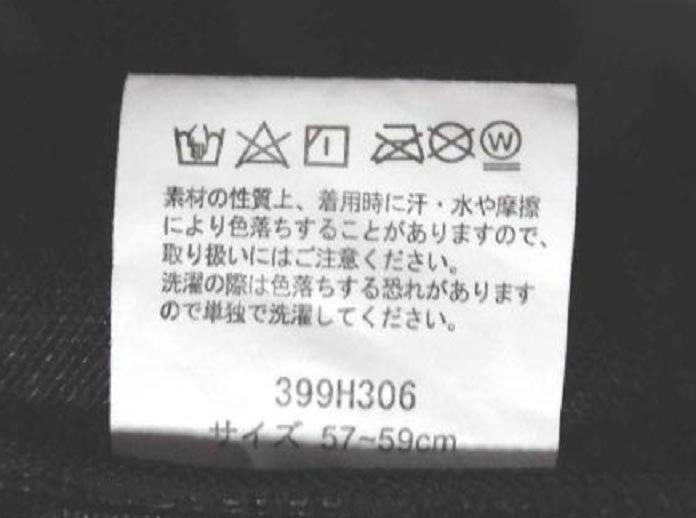 W
素材の性質上、着用時に汗・水や摩擦
により色落ちすることがありますので、
取り扱いにはご注意ください。
洗濯の際は色落ちする恐れがあります
ので単独で洗濯してください。
399H306
サイズ 57~59cm